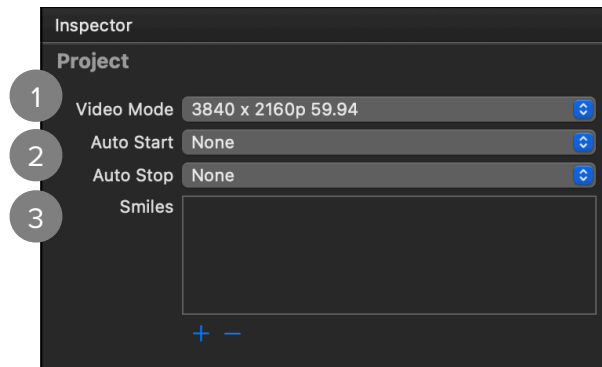 Inspector
Project
1
Video Mode 3840 x 2160p 59.94
Auto Start None
2
Auto Stop None
3
Smiles
+ −